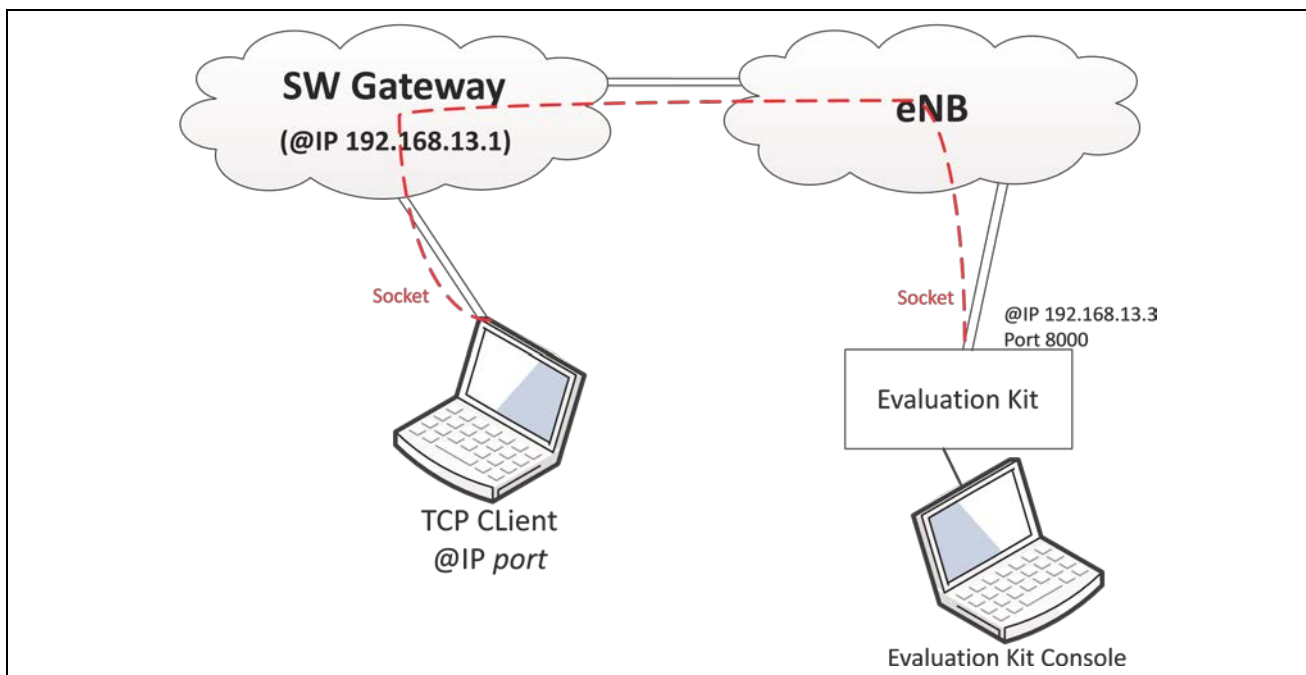 SW Gateway
(@IP 192.168.13.1)
eNB
Socket
Socket
@IP 192.168.13.3
Port 8000
Evaluation Kit
TCP CLient
@IP port
Evaluation Kit Console